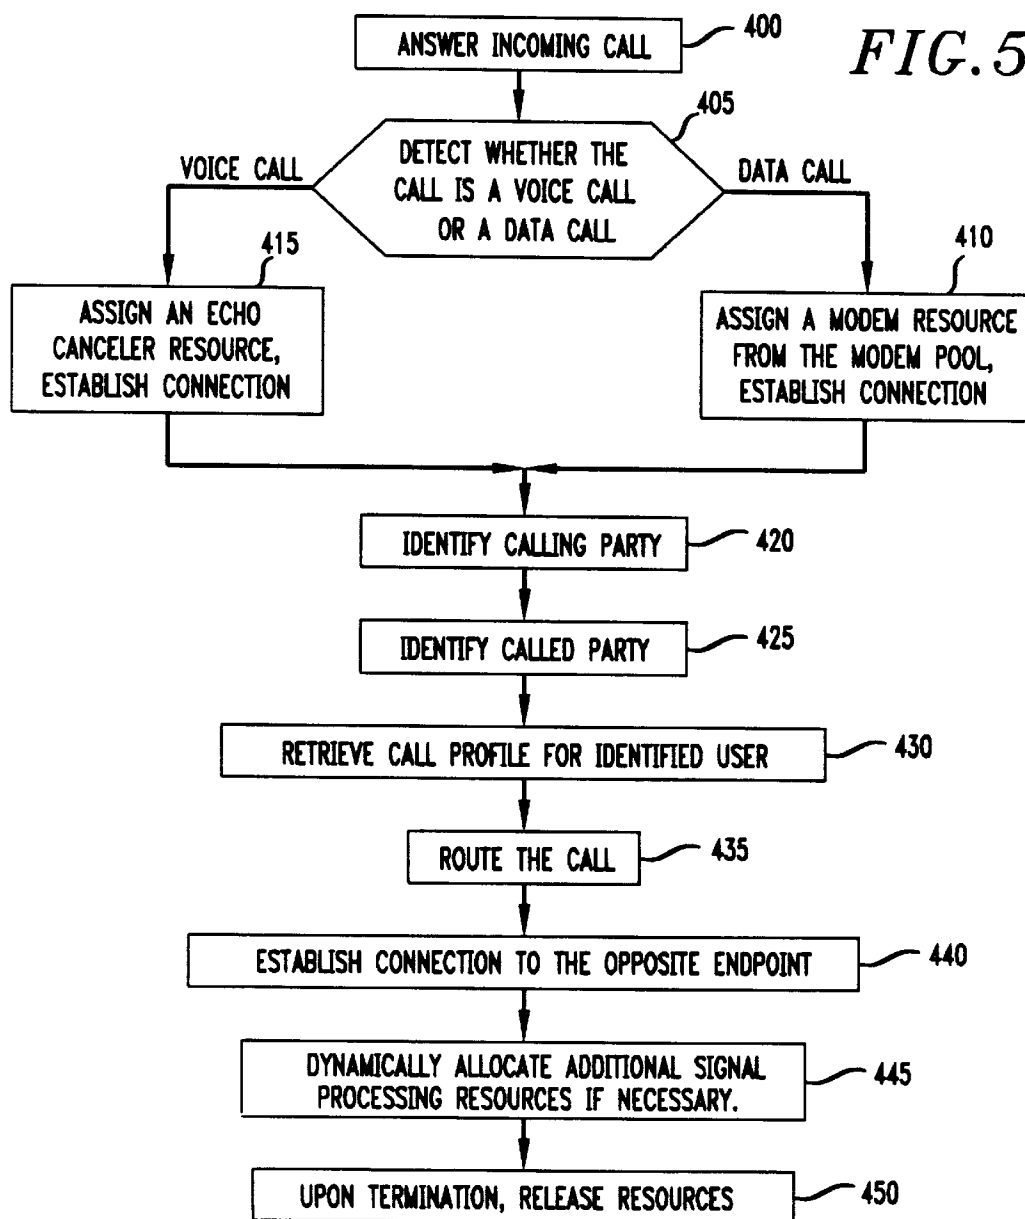 FIG.5
ANSWER INCOMING CALL
400
405
DETECT WHETHER THE
CALL IS A VOICE CALL
OR A DATA CALL
VOICE CALL
DATA CALL
415
ASSIGN AN ECHO
CANCELER RESOURCE,
ESTABLISH CONNECTION
410
ASSIGN A MODEM RESOURCE
FROM THE MODEM POOL,
ESTABLISH CONNECTION
IDENTIFY CALLING PARTY
420
IDENTIFY CALLED PARTY
425
RETRIEVE CALL PROFILE FOR IDENTIFIED USER
430
ROUTE THE CALL
435
ESTABLISH CONNECTION TO THE OPPOSITE ENDPOINT
440
DYNAMICALLY ALLOCATE ADDITIONAL SIGNAL
PROCESSING RESOURCES IF NECESSARY.
445
UPON TERMINATION, RELEASE RESOURCES
450